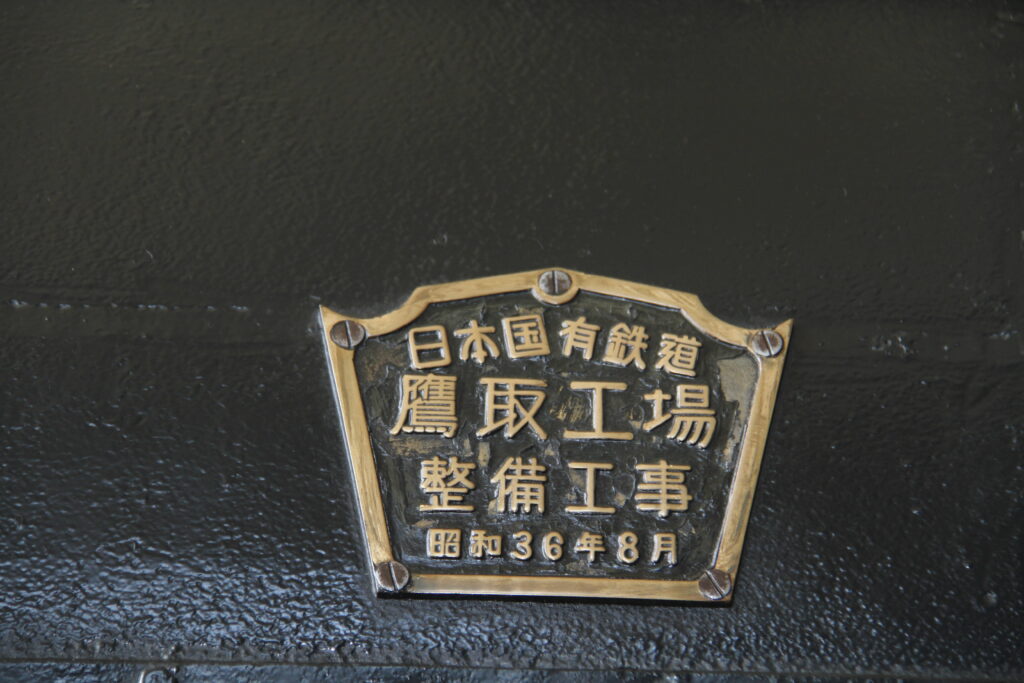 日本国有鉄道
鷹取工場
整備工事
昭和36年8月